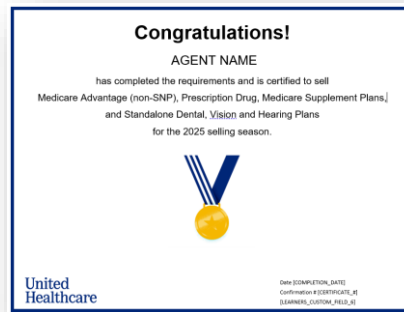 Congratulations!
AGENT NAME
has completed the requirements and is certified to sell
Medicare Advantage (non-SNP), Prescription Drug, Medicare Supplement Plans,
and Standalone Dental, Vision and Hearing Plans
for the 2025 selling season.
United
Healthcare
Date [COMPLETION_DATE]
Confirmation # [CERTIFICATE_#]
[LEARNERS_CUSTOM_FIELD_6]